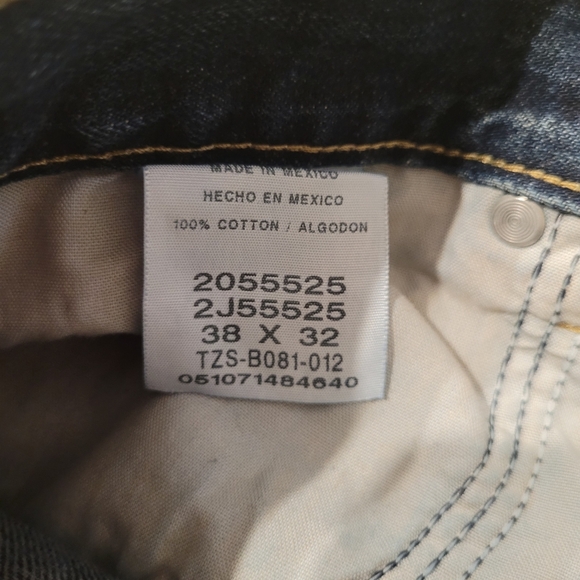 MADE IN MEXICO
HECHO EN MEXICO
100% COTTON / ALGODON
2055525
2J55525
38 X 32
TZS-B081-012
051071484640